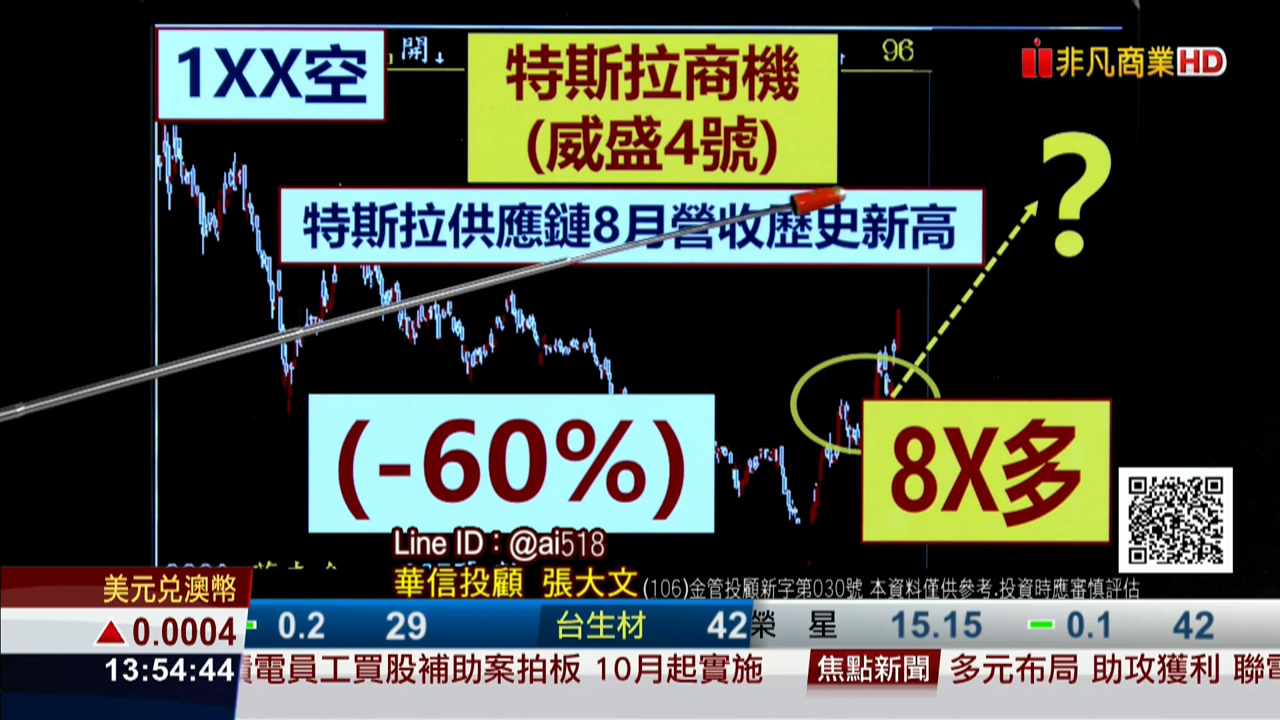 1XX空
開↓
特斯拉商機
(威盛4號)
96
非凡商業HD
特斯拉供應鏈8月營收歷史新高
?
(-60%)
8X多
Line ID：@ai518
華信投顧 張大文
(106)金管投顧新字第030號 本資料僅供參考.投資時應審慎評估
美元兑澳幣
▲0.0004
0.2 29 台生材 42
榮星 15.15 0.1 42
13:54:44
電員工買股補助案拍板 10月起實施
焦點新聞 多元布局 助攻獲利 聯電